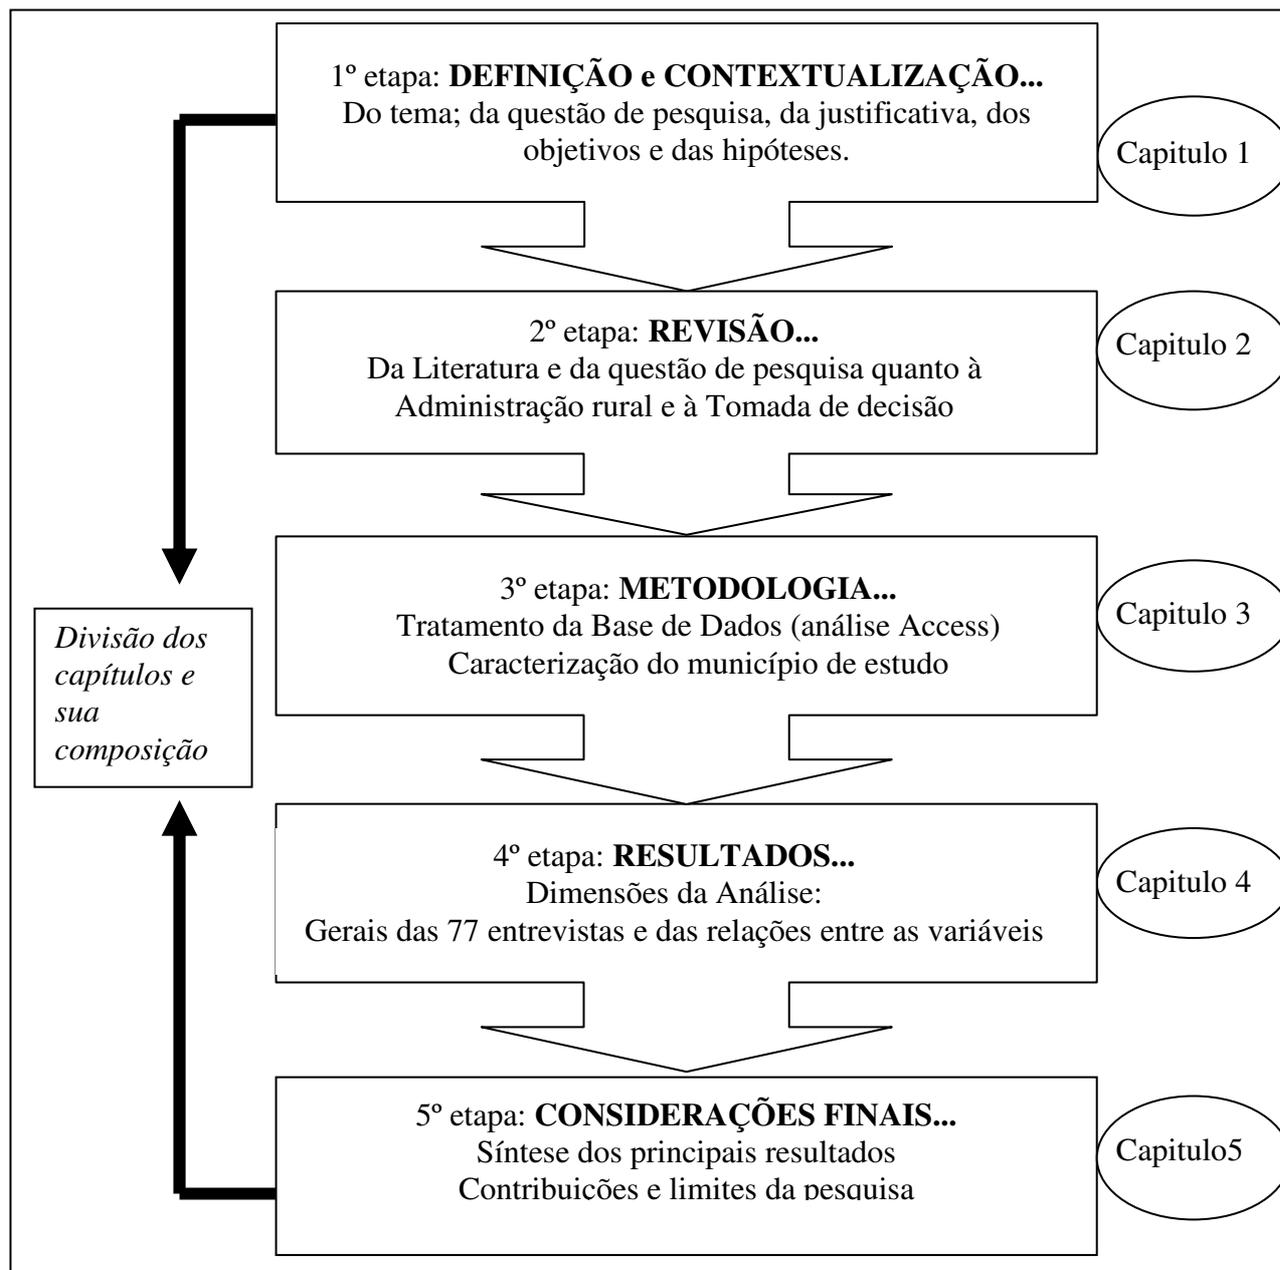 1º etapa: DEFINIÇÃO e CONTEXTUALIZAÇÃO...
Do tema; da questão de pesquisa, da justificativa, dos
objetivos e das hipóteses.
Capitulo 1
2º etapa: REVISÃO...
Da Literatura e da questão de pesquisa quanto à
Administração rural e à Tomada de decisão
Capitulo 2
3º etapa: METODOLOGIA...
Tratamento da Base de Dados (análise Access)
Caracterização do município de estudo
Capitulo 3
Divisão dos
capítulos e
sua
composição
4º etapa: RESULTADOS...
Dimensões da Análise:
Gerais das 77 entrevistas e das relações entre as variáveis
Capitulo 4
5º etapa: CONSIDERAÇÕES FINAIS...
Síntese dos principais resultados
Contribuições e limites da pesquisa
Capitulo5